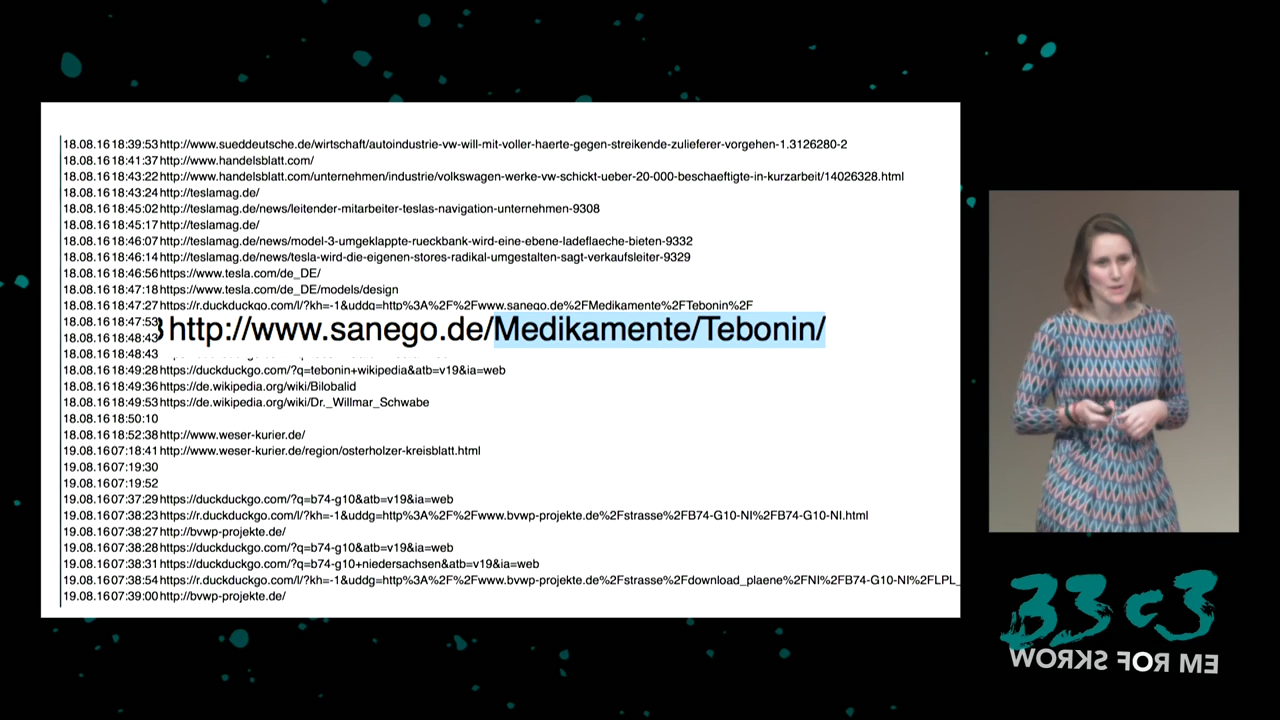 18.08.16 18:39:53 http://www.sueddeutsche.de/wirtschaft/autoindustrie-vw-will-mit-voller-haerte-gegen-streikende-zulieferer-vorgehen-1.3126280-2
18.08.16 18:41:37 http://www.handelsblatt.com/
18.08.16 18:43:22 http://www.handelsblatt.com/unternehmen/industrie/volkswagen-werke-vw-schickt-ueber-20-000-beschaeftigte-in-kurzarbeit/14026328.html
18.08.16 18:43:24 http://teslamag.de/
18.08.16 18:45:02 http://teslamag.de/news/leitender-mitarbeiter-teslas-navigation-unternehmen-9308
18.08.16 18:45:17 http://teslamag.de/
18.08.16 18:46:07 http://teslamag.de/news/model-3-umgeklappte-rueckbank-wird-eine-ebene-ladeflaeche-bieten-9332
18.08.16 18:46:14 http://teslamag.de/news/tesla-wird-die-eigenen-stores-radikal-umgestalten-sagt-verkaufsleiter-9329
18.08.16 18:46:56 https://www.tesla.com/de_DE/
18.08.16 18:47:18 https://www.tesla.com/de_DE/models/design
18.08.16 18:47:27 https://r.duckduckgo.com/l/?kh=-1&uddg=http%3A%2F%2Fwww.sanego.de%2FMedikamente%2FTebonin%2F
18.08.16 18:47:53
http://www.sanego.de/Medikamente/Tebonin/
18.08.16 18:48:43
18.08.16 18:48:43
18.08.16 18:49:28 https://duckduckgo.com/?q=tebonin+wikipedia&atb=v19&ia=web
18.08.16 18:49:36 https://de.wikipedia.org/wiki/Bilobalid
18.08.16 18:49:53 https://de.wikipedia.org/wiki/Dr._Willmar_Schwabe
18.08.16 18:50:10
18.08.16 18:52:38 http://www.weser-kurier.de/
19.08.16 07:18:41 http://www.weser-kurier.de/region/osterholzer-kreisblatt.html
19.08.16 07:19:30
19.08.16 07:19:52
19.08.16 07:37:29 https://duckduckgo.com/?q=b74-g10&atb=v19&ia=web
19.08.16 07:38:23 https://r.duckduckgo.com/l/?kh=-1&uddg=http%3A%2F%2Fwww.bvwp-projekte.de%2Fstrasse%2FB74-G10-NI%2FB74-G10-NI.html
19.08.16 07:38:27 http://bvwp-projekte.de/
19.08.16 07:38:28 https://duckduckgo.com/?q=b74-g10&atb=v19&ia=web
19.08.16 07:38:31 https://duckduckgo.com/?q=b74-g10+niedersachsen&atb=v19&ia=web
19.08.16 07:38:54 https://r.duckduckgo.com/l/?kh=-1&uddg=http%3A%2F%2Fwww.bvwp-projekte.de%2Fstrasse%2Fdownload_plaene%2FNI%2FB74-G10-NI%2FLPL_
19.08.16 07:39:00 http://bvwp-projekte.de/
33c3
WORKS FOR ME